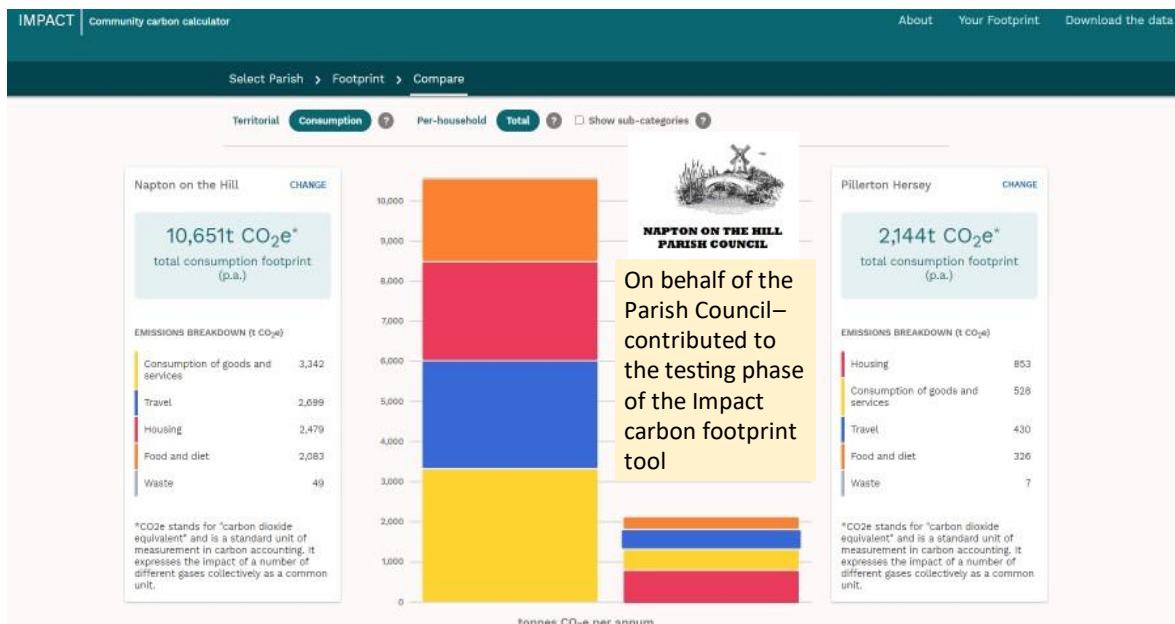 IMPACT
Community carbon calculator
About
Your Footprint
Download the data
Select Parish > Footprint > Compare
Territorial
Consumption
?
Per-household
Total
?
Show sub-categories
?
Napton on the Hill
CHANGE
10,651t CO₂e*
total consumption footprint
(p.a.)
EMISSIONS BREAKDOWN (t CO₂e)
Consumption of goods and
services
3,342
Travel
2,699
Housing
2,479
Food and diet
2,083
Waste
49
*CO2e stands for "carbon dioxide
equivalent" and is a standard unit of
measurement in carbon accounting. It
expresses the impact of a number of
different gases collectively as a common
unit.
10,000
9,000
8,000
7,000
6,000
5,000
4,000
3,000
2,000
1,000
0
tonnes CO₂e per annum
NAPTON ON THE HILL
PARISH COUNCIL
On behalf of the
Parish Council–
contributed to
the testing phase
of the Impact
carbon footprint
tool
Pillerton Hersey
CHANGE
2,144t CO₂e*
total consumption footprint
(p.a.)
EMISSIONS BREAKDOWN (t CO₂e)
Housing
853
Consumption of goods and
services
528
Travel
430
Food and diet
326
Waste
7
*CO2e stands for "carbon dioxide
equivalent" and is a standard unit of
measurement in carbon accounting. It
expresses the impact of a number of
different gases collectively as a common
unit.